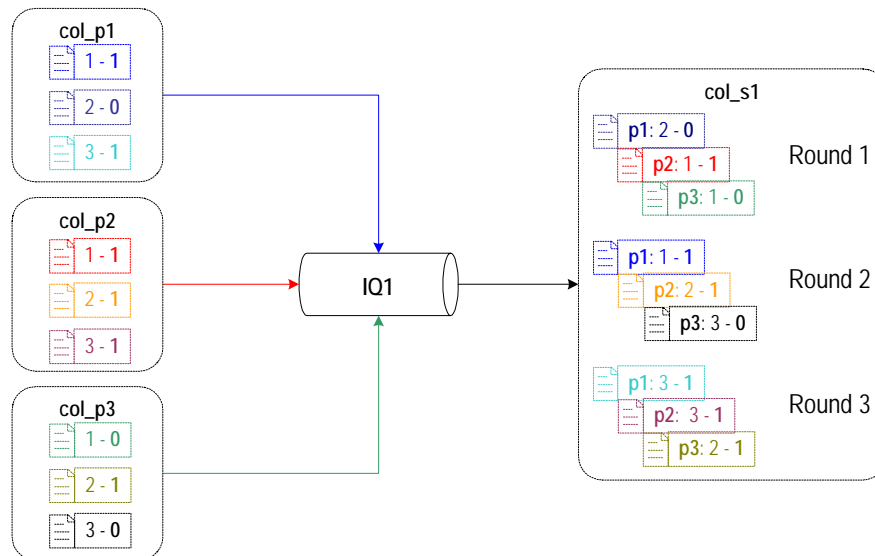 col_p1
1 - 1
2 - 0
3 - 1
col_p2
1 - 1
2 - 1
3 - 1
col_p3
1 - 0
2 - 1
3 - 0
IQ1
col_s1
p1: 2 - 0
p2: 1 - 1
p3: 1 - 0
Round 1
p1: 1 - 1
p2: 2 - 1
p3: 3 - 0
Round 2
p1: 3 - 1
p2: 3 - 1
p3: 2 - 1
Round 3